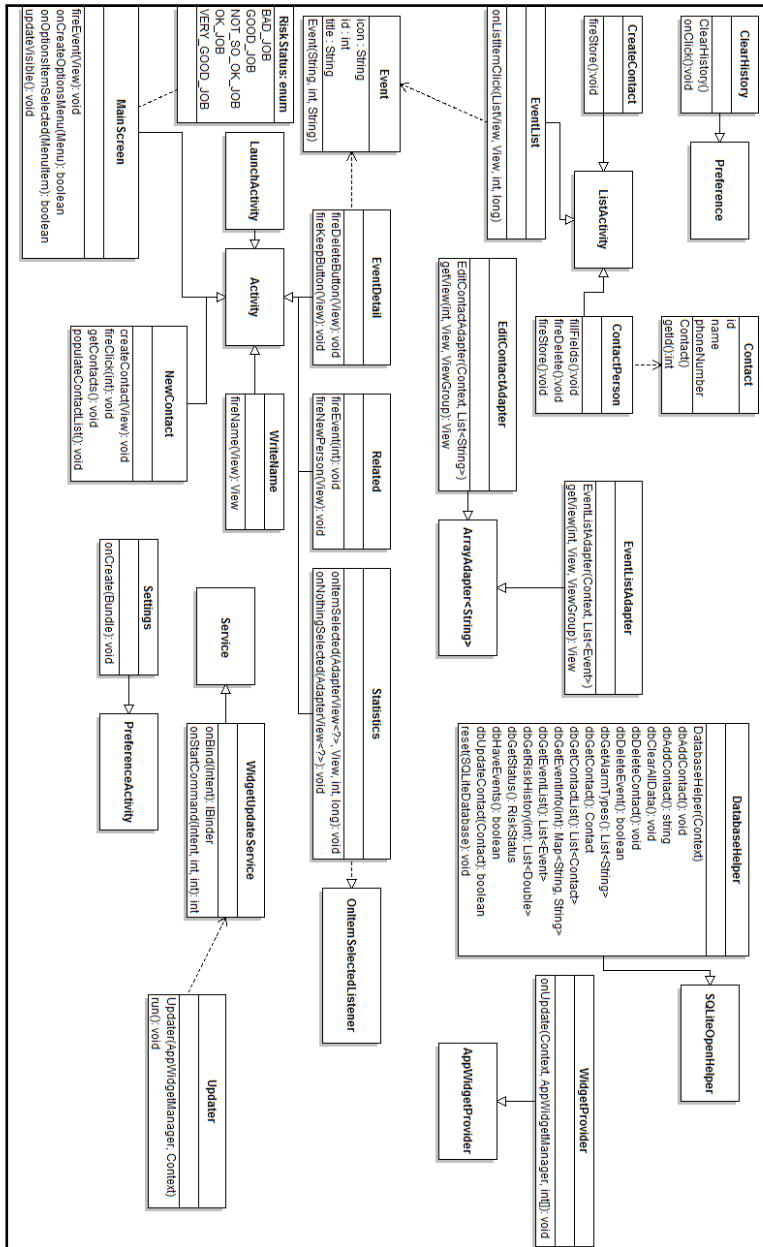 ClearHistory
ClearHistory()
onClick():void
Preference
Contact
id
name
phoneNumber
Contact()
getId():int
CreateContact
fireStore():void
ListActivity
ContactPerson
fillFields():void
fireDelete():void
fireStore():void
EventList
onListItemClick(ListView, View, int, long)
EventListAdapter
EventListAdapter(Context, List<Event>)
getView(int, View, ViewGroup): View
EditContactAdapter
EditContactAdapter(Context, List<String>)
getView(int, View, ViewGroup): View
ArrayAdapter<String>
DatabaseHelper
DatabaseHelper(Context)
dbAddContact(): void
dbAddContact(): string
dbClearAllData(): void
dbDeleteContact(): void
dbDeleteEvent(): boolean
dbGetAlarmTypes(): List<String>
dbGetContact(): Contact
dbGetContactList(): List<Contact>
dbGetEventInfo(int): Map<String, String>
dbGetEventList(): List<Event>
dbGetRiskHistory(int): List<Double>
dbGetStatus(): RiskStatus
dbHaveEvents(): boolean
dbUpdateContact(Contact): boolean
reset(SQLiteDatabase): void
SQLiteOpenHelper
WidgetProvider
onUpdate(Context, AppWidgetManager, int[]): void
AppWidgetProvider
Event
icon : String
id : int
title : String
Event(String, int, String)
EventDetail
fireDeleteButton(View): void
fireKeepButton(View): void
Related
fireEvent(int): void
fireNewPerson(View): void
Statistics
onItemSelected(AdapterView<?>, View, int, long): void
onNothingSelected(AdapterView<?>): void
OnItemSelectedListener
RiskStatus: enum
BAD_JOB
GOOD_JOB
NOT_SO_OK_JOB
OK_JOB
VERY_GOOD_JOB
LaunchActivity
Activity
WriteName
fireName(View): View
Service
WidgetUpdateService
onBind(Intent): IBinder
onStartCommand(Intent, int, int): int
Updater
Updater(AppWidgetManager, Context)
run(): void
MainScreen
fireEvent(View): void
onCreateOptionsMenu(Menu): boolean
onOptionsItemSelected(MenuItem): boolean
updateVisible(): void
NewContact
createContact(View): void
fireClick(int): void
getContacts(): void
populateContactList(): void
Settings
onCreate(Bundle): void
PreferenceActivity